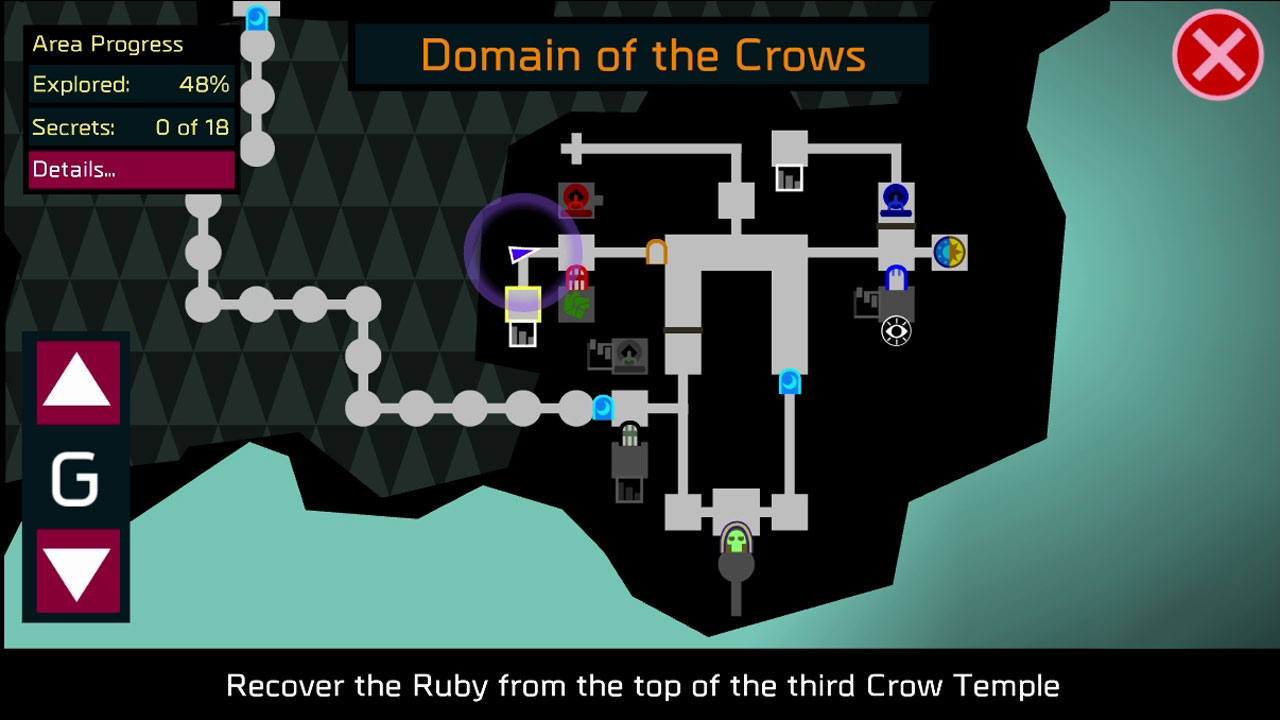 Domain of the Crows
Area Progress
Explored: 48%
Secrets: 0 of 18
Details...
G
Recover the Ruby from the top of the third Crow Temple